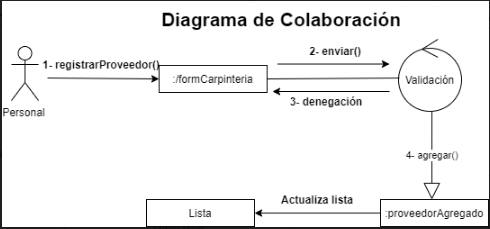 Diagrama de Colaboración
1- registrarProveedor()
2- enviar()
:/formCarpinteria
Validación
3- denegación
Personal
4- agregar()
Actualiza lista
Lista
:proveedorAgregado